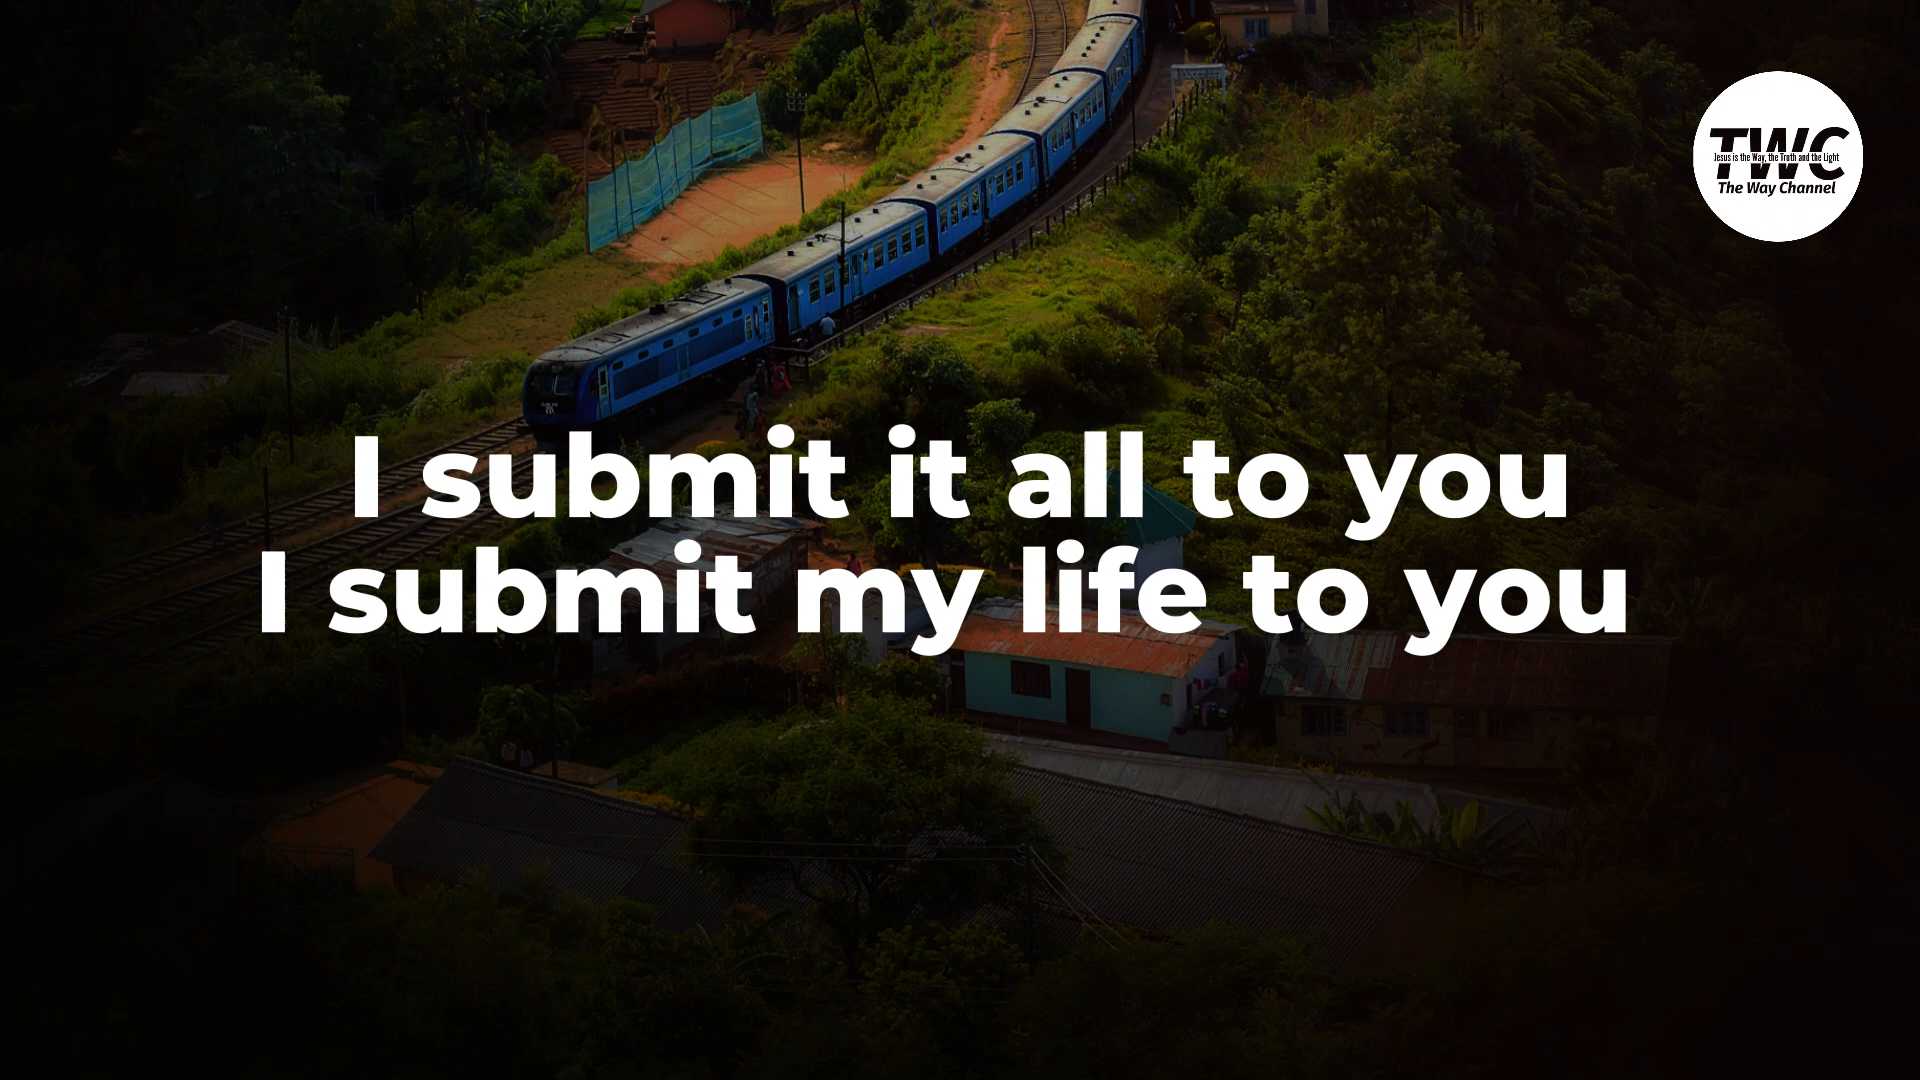 TWC
Jesus is the Way, the Truth and the Light
The Way Channel
I submit it all to you
I submit my life to you